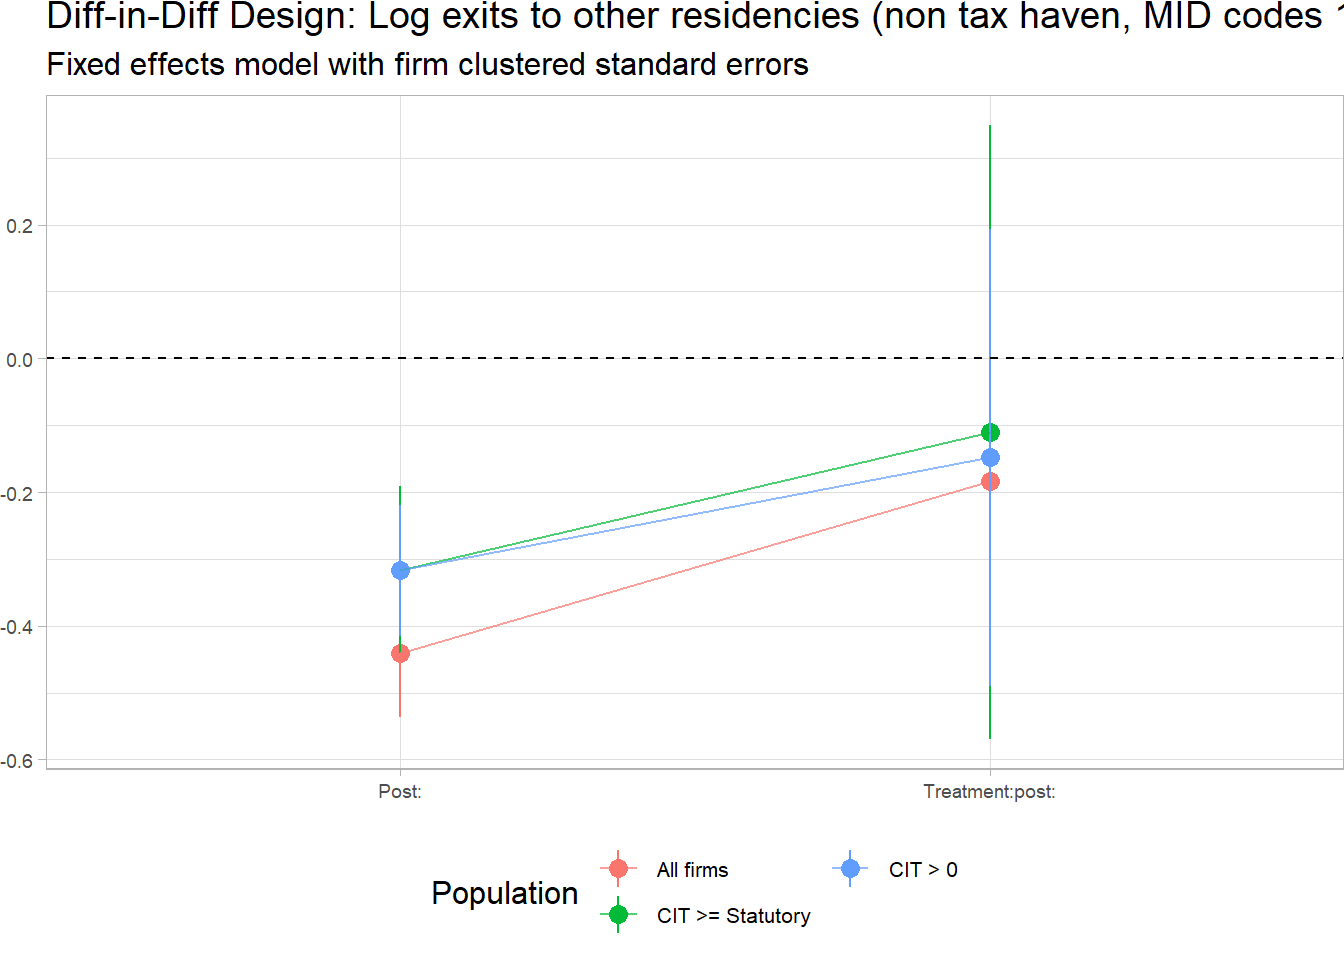 Diff-in-Diff Design: Log exits to other residencies (non tax haven, MID codes
Fixed effects model with firm clustered standard errors
0.2
0.0
-0.2
-0.4
-0.6
Post:
Treatment:post:
Population
All firms
CIT > 0
CIT >= Statutory